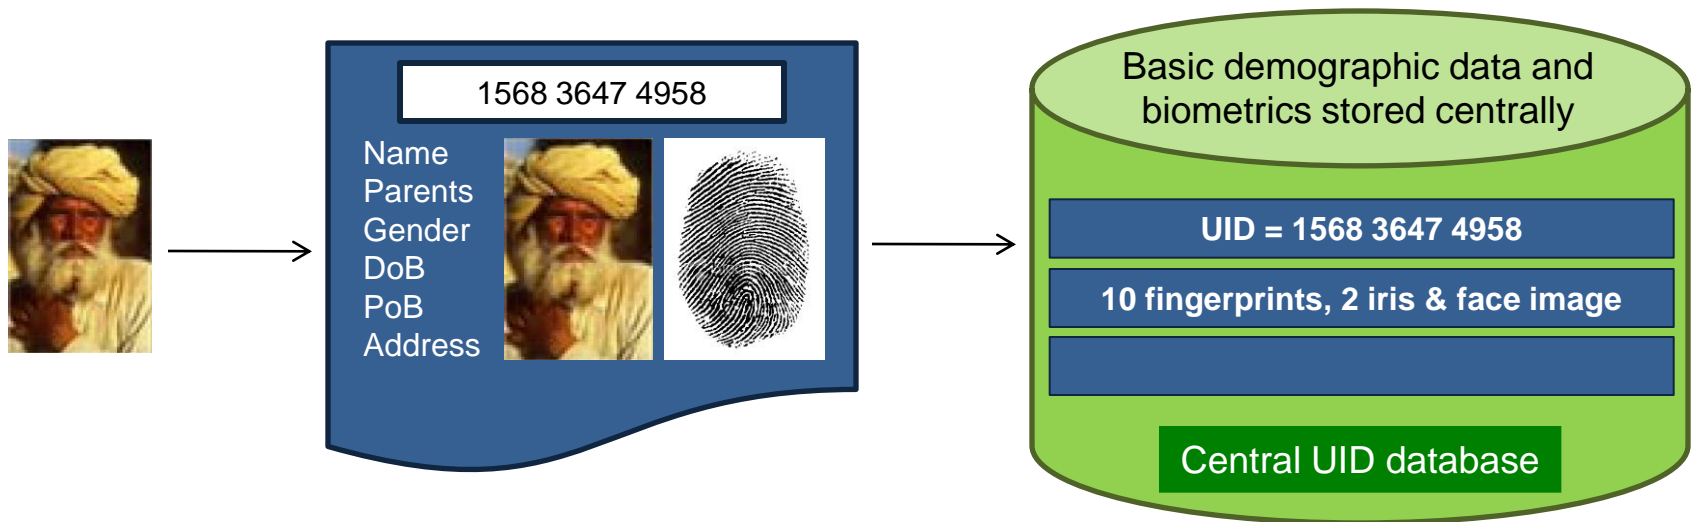 1568 3647 4958
Name
Parents
Gender
DoB
PoB
Address
Basic demographic data and
biometrics stored centrally
UID = 1568 3647 4958
10 fingerprints, 2 iris & face image
Central UID database